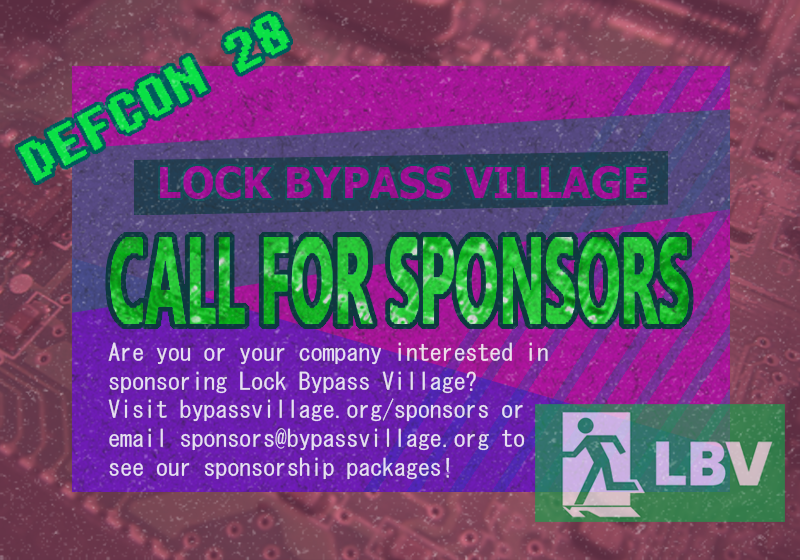 DEFCON 28
LOCK BYPASS VILLAGE
CALL FOR SPONSORS
Are you or your company interested in
sponsoring Lock Bypass Village?
Visit bypassvillage.org/sponsors or
email sponsors@bypassvillage.org to
see our sponsorship packages!
LBV